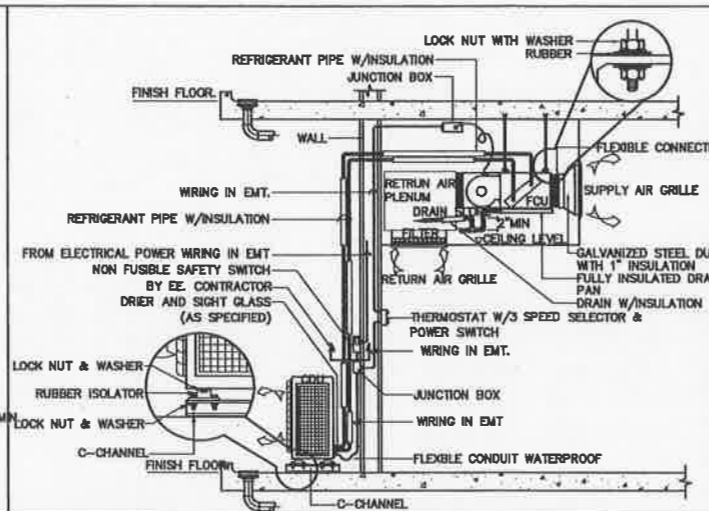 LOCK NUT WITH WASHER
RUBBER
REFRIGERANT PIPE W/INSULATION
JUNCTION BOX
FINISH FLOOR.
WALL
FLEXIBLE CONNECT
WIRING IN EMT.
RETRUN AIR
PLENUM
FCU
SUPPLY AIR GRILLE
REFRIGERANT PIPE W/INSULATION
DRAIN
2"MIN
FILTER
CEILING LEVEL
FROM ELECTRICAL POWER WIRING IN EMT
GALVANIZED STEEL DU
WITH 1" INSULATION
NON FUSIBLE SAFETY SWITCH
RETURN AIR GRILLE
FULLY INSULATED DRA
PAN
BY EE. CONTRACTOR
DRAIN W/INSULATION
DRIER AND SIGHT GLASS
(AS SPECIFIED)
THERMOSTAT W/3 SPEED SELECTOR &
POWER SWITCH
WIRING IN EMT.
LOCK NUT & WASHER
CDU
RUBBER ISOLATOR
JUNCTION BOX
MIN
LOCK NUT & WASHER
WIRING IN EMT
C-CHANNEL
FLEXIBLE CONDUIT WATERPROOF
FINISH FLOOR
C-CHANNEL